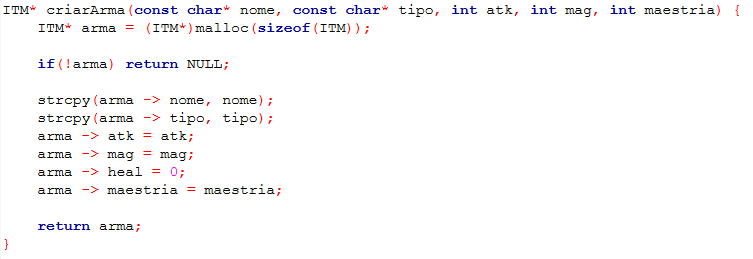 ITM* criarArma(const char* nome, const char* tipo, int atk, int mag, int maestria) {
    ITM* arma = (ITM*)malloc(sizeof(ITM));

    if(!arma) return NULL;

    strcpy(arma -> nome, nome);
    strcpy(arma -> tipo, tipo);
    arma -> atk = atk;
    arma -> mag = mag;
    arma -> heal = 0;
    arma -> maestria = maestria;

    return arma;
}